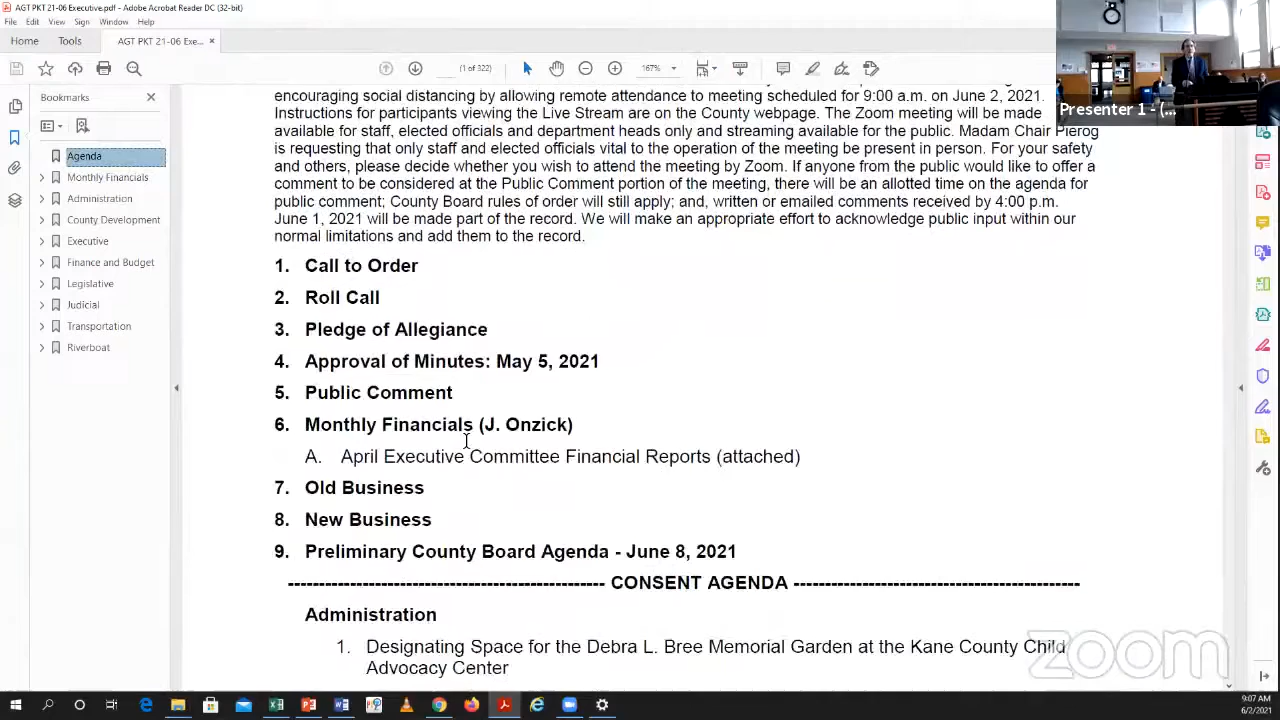 AGT PKT 21-06 Executive.pdf - Adobe Acrobat Reader DC (32-bit)
File Edit View Sign Window Help
Home Tools AGT PKT 21-06 Exe... ×
(1 of 322) 167%
Bookmarks
Agenda
Monthly Financials
Administration
County Development
Executive
Finance and Budget
Legislative
Judicial
Transportation
Riverboat
encouraging social distancing by allowing remote attendance to meeting scheduled for 9:00 a.m. on June 2, 2021.
Instructions for participants viewing the Live Stream are on the County webpage. The Zoom meeting will be made
available for staff, elected officials and department heads only and streaming available for the public. Madam Chair Pierog
is requesting that only staff and elected officials vital to the operation of the meeting be present in person. For your safety
and others, please decide whether you wish to attend the meeting by Zoom. If anyone from the public would like to offer a
comment to be considered at the Public Comment portion of the meeting, there will be an allotted time on the agenda for
public comment; County Board rules of order will still apply; and, written or emailed comments received by 4:00 p.m.
June 1, 2021 will be made part of the record. We will make an appropriate effort to acknowledge public input within our
normal limitations and add them to the record.
1. Call to Order
2. Roll Call
3. Pledge of Allegiance
4. Approval of Minutes: May 5, 2021
5. Public Comment
6. Monthly Financials (J. Onzick)
A. April Executive Committee Financial Reports (attached)
7. Old Business
8. New Business
9. Preliminary County Board Agenda - June 8, 2021
------------------------------------------------- CONSENT AGENDA -------------------------------------------
Administration
1. Designating Space for the Debra L. Bree Memorial Garden at the Kane County Child
Advocacy Center
Presenter 1 - (...
zoom
9:07 AM
6/2/2021